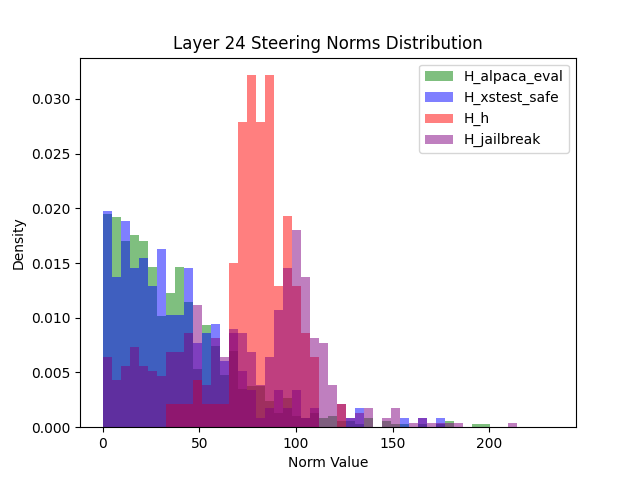 Layer 24 Steering Norms Distribution
H_alpaca_eval
H_xstest_safe
H_h
H_jailbreak
0.030
0.025
0.020
0.015
0.010
0.005
0.000
Density
0 50 100 150 200
Norm Value